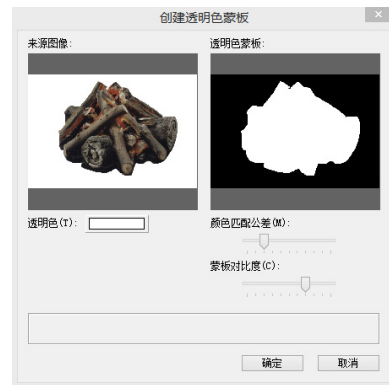 创建透明色蒙板
来源图像:
透明色蒙板:
透明色(T):
颜色匹配公差(M):
蒙板对比度(C):
确定
取消